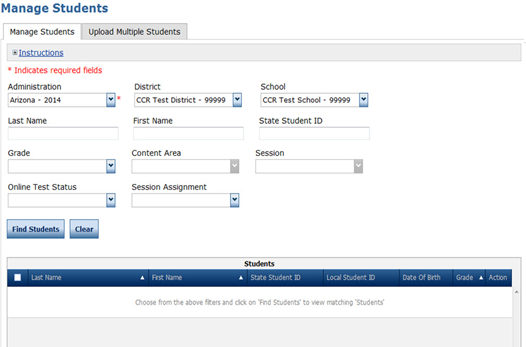 Manage Students
Manage Students Upload Multiple Students
Instructions
* Indicates required fields
Administration District School
Arizona - 2014 * CCR Test District - 99999 CCR Test School - 99999
Last Name First Name State Student ID
Grade Content Area Session
Online Test Status Session Assignment
Find Students Clear
Students
Last Name First Name State Student ID Local Student ID Date Of Birth Grade Action
Choose from the above filters and click on 'Find Students' to view matching 'Students'